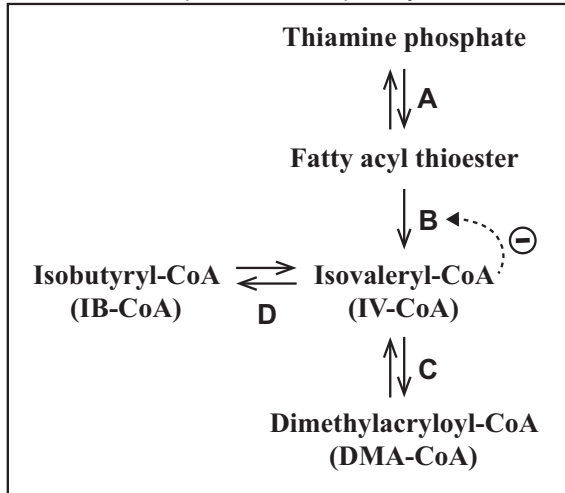 Thiamine phosphate
A
Fatty acyl thioester
B
Isobutyryl-CoA
(IB-CoA)
D
Isovaleryl-CoA
(IV-CoA)
C
Dimethylacryloyl-CoA
(DMA-CoA)